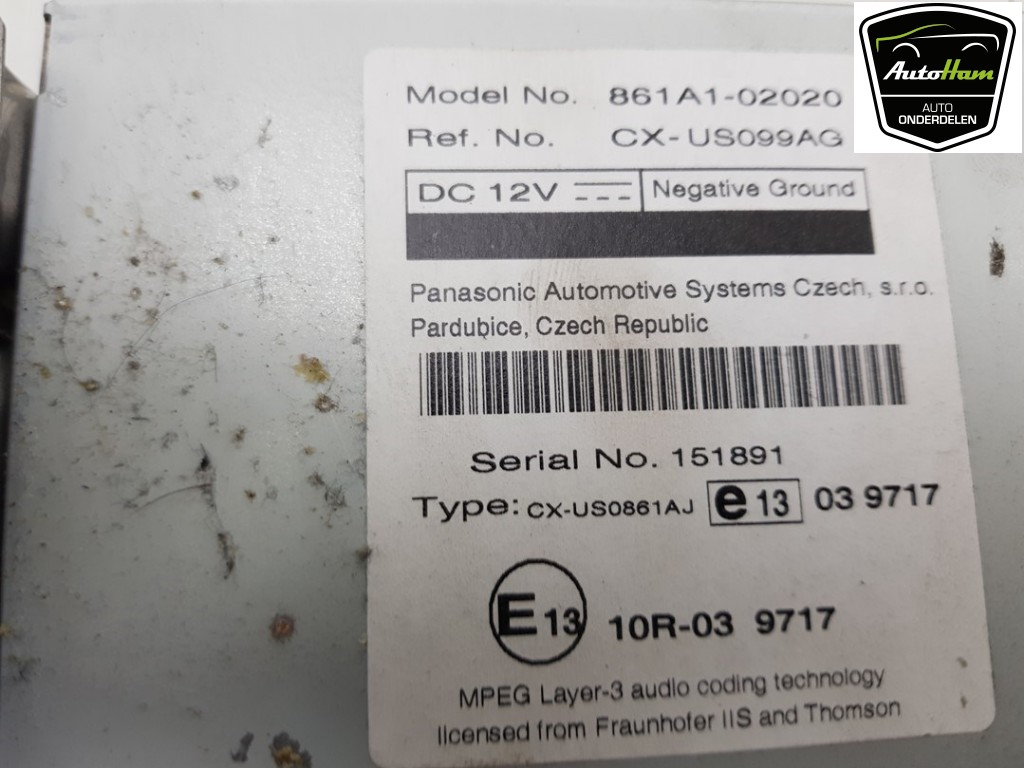 AutoHam
AUTO
ONDERDELEN
Model No. 861A1-02020
Ref. No. CX-US099AG
DC 12V Negative Ground
Panasonic Automotive Systems Czech, s.r.o.
Pardubice, Czech Republic
Serial No. 151891
Type: CX-US0861AJ e 13 03 9717
E 13 10R-03 9717
MPEG Layer-3 audio coding technology
licensed from Fraunhofer IIS and Thomson